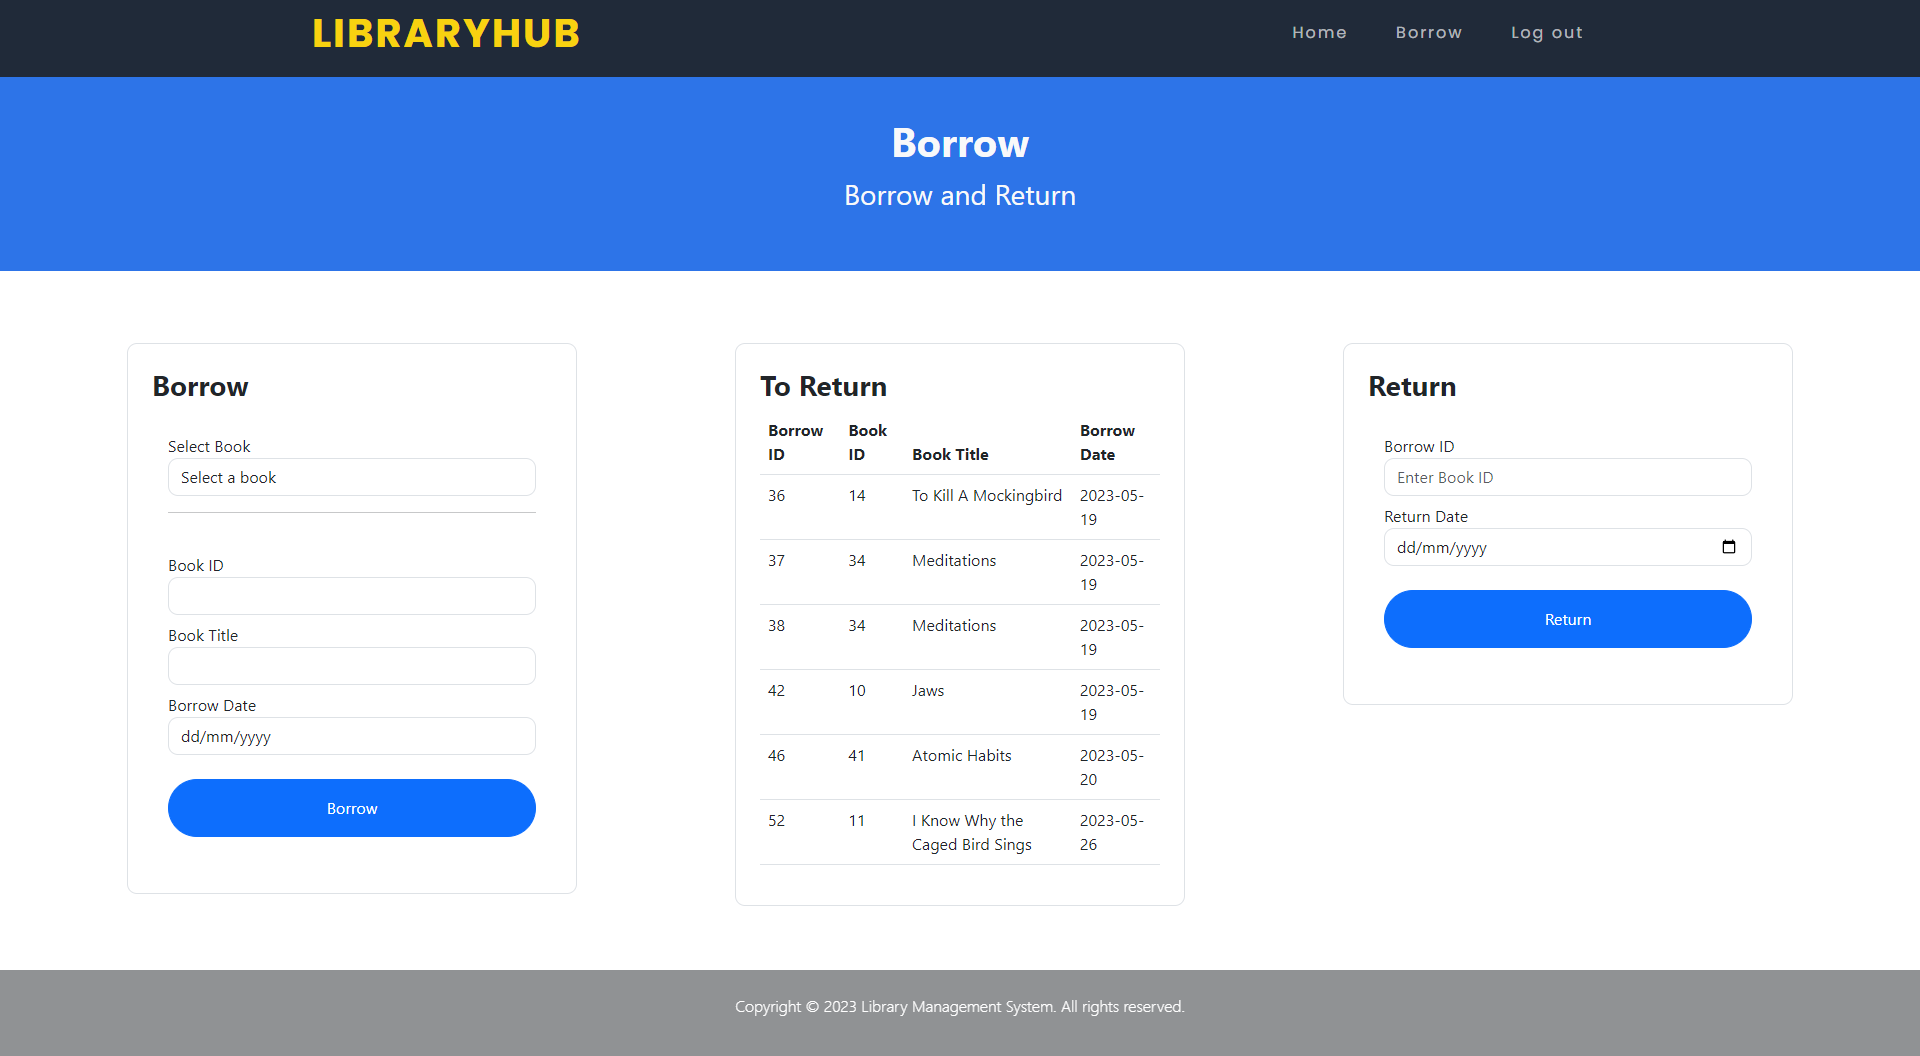 LIBRARYHUB
Home Borrow Log out
Borrow
Borrow and Return
Borrow
Select Book
Select a book
Book ID
Book Title
Borrow Date
dd/mm/yyyy
Borrow
To Return
Borrow ID Book ID Book Title Borrow Date
36 14 To Kill A Mockingbird 2023-05-19
37 34 Meditations 2023-05-19
38 34 Meditations 2023-05-19
42 10 Jaws 2023-05-19
46 41 Atomic Habits 2023-05-20
52 11 I Know Why the Caged Bird Sings 2023-05-26
Return
Borrow ID
Enter Book ID
Return Date
dd/mm/yyyy
Return
Copyright © 2023 Library Management System. All rights reserved.